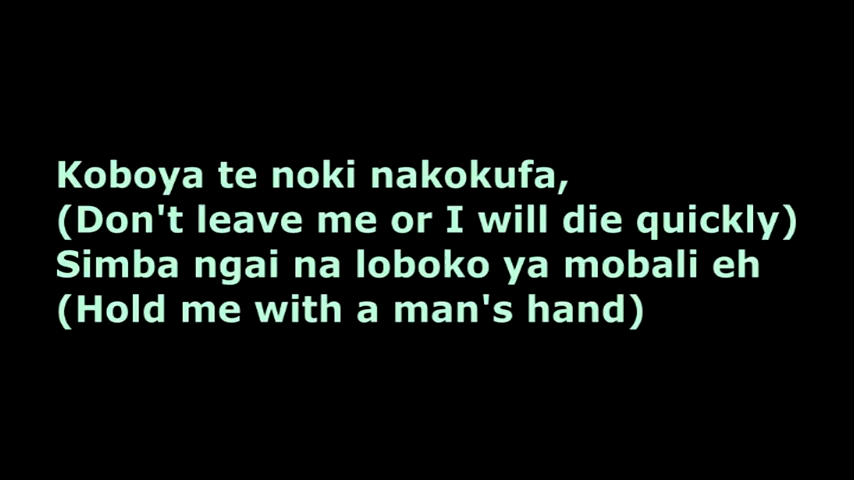 Koboya te noki nakokufa,
(Don't leave me or I will die quickly)
Simba ngai na loboko ya mobali eh
(Hold me with a man's hand)